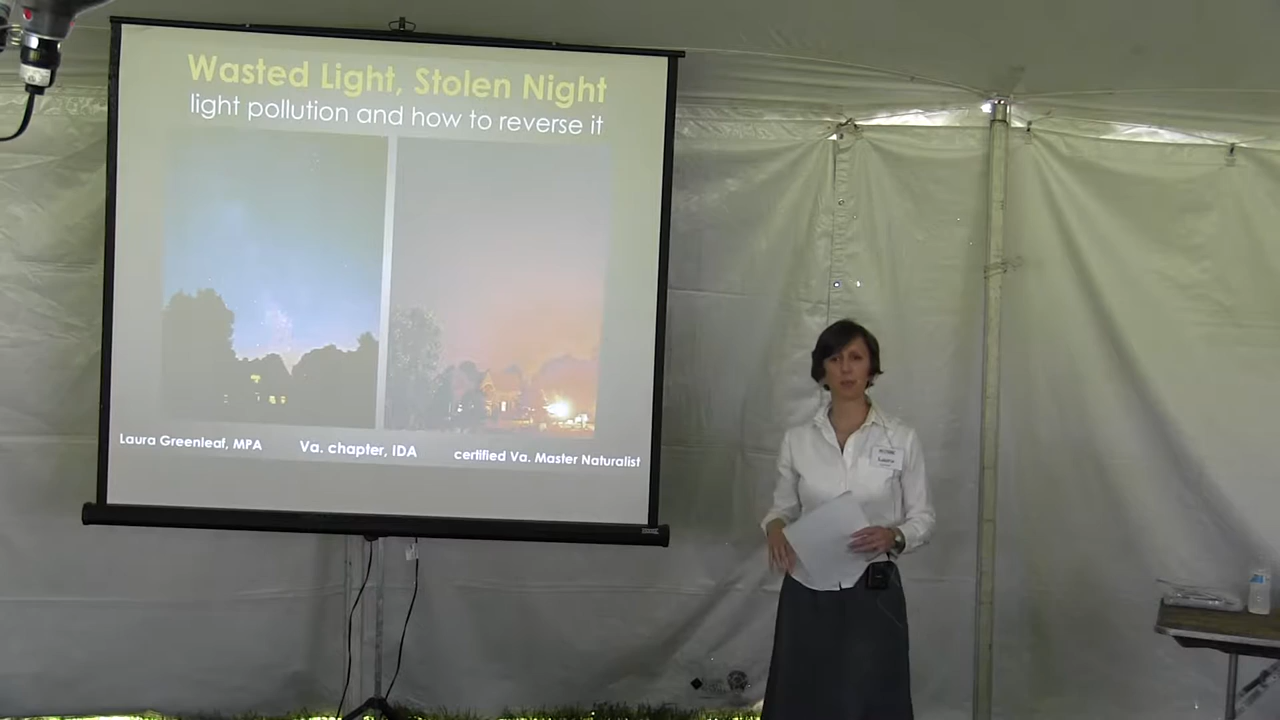 Wasted Light, Stolen Night
light pollution and how to reverse it
Laura Greenleaf, MPA Va. chapter, IDA certified Va. Master Naturalist